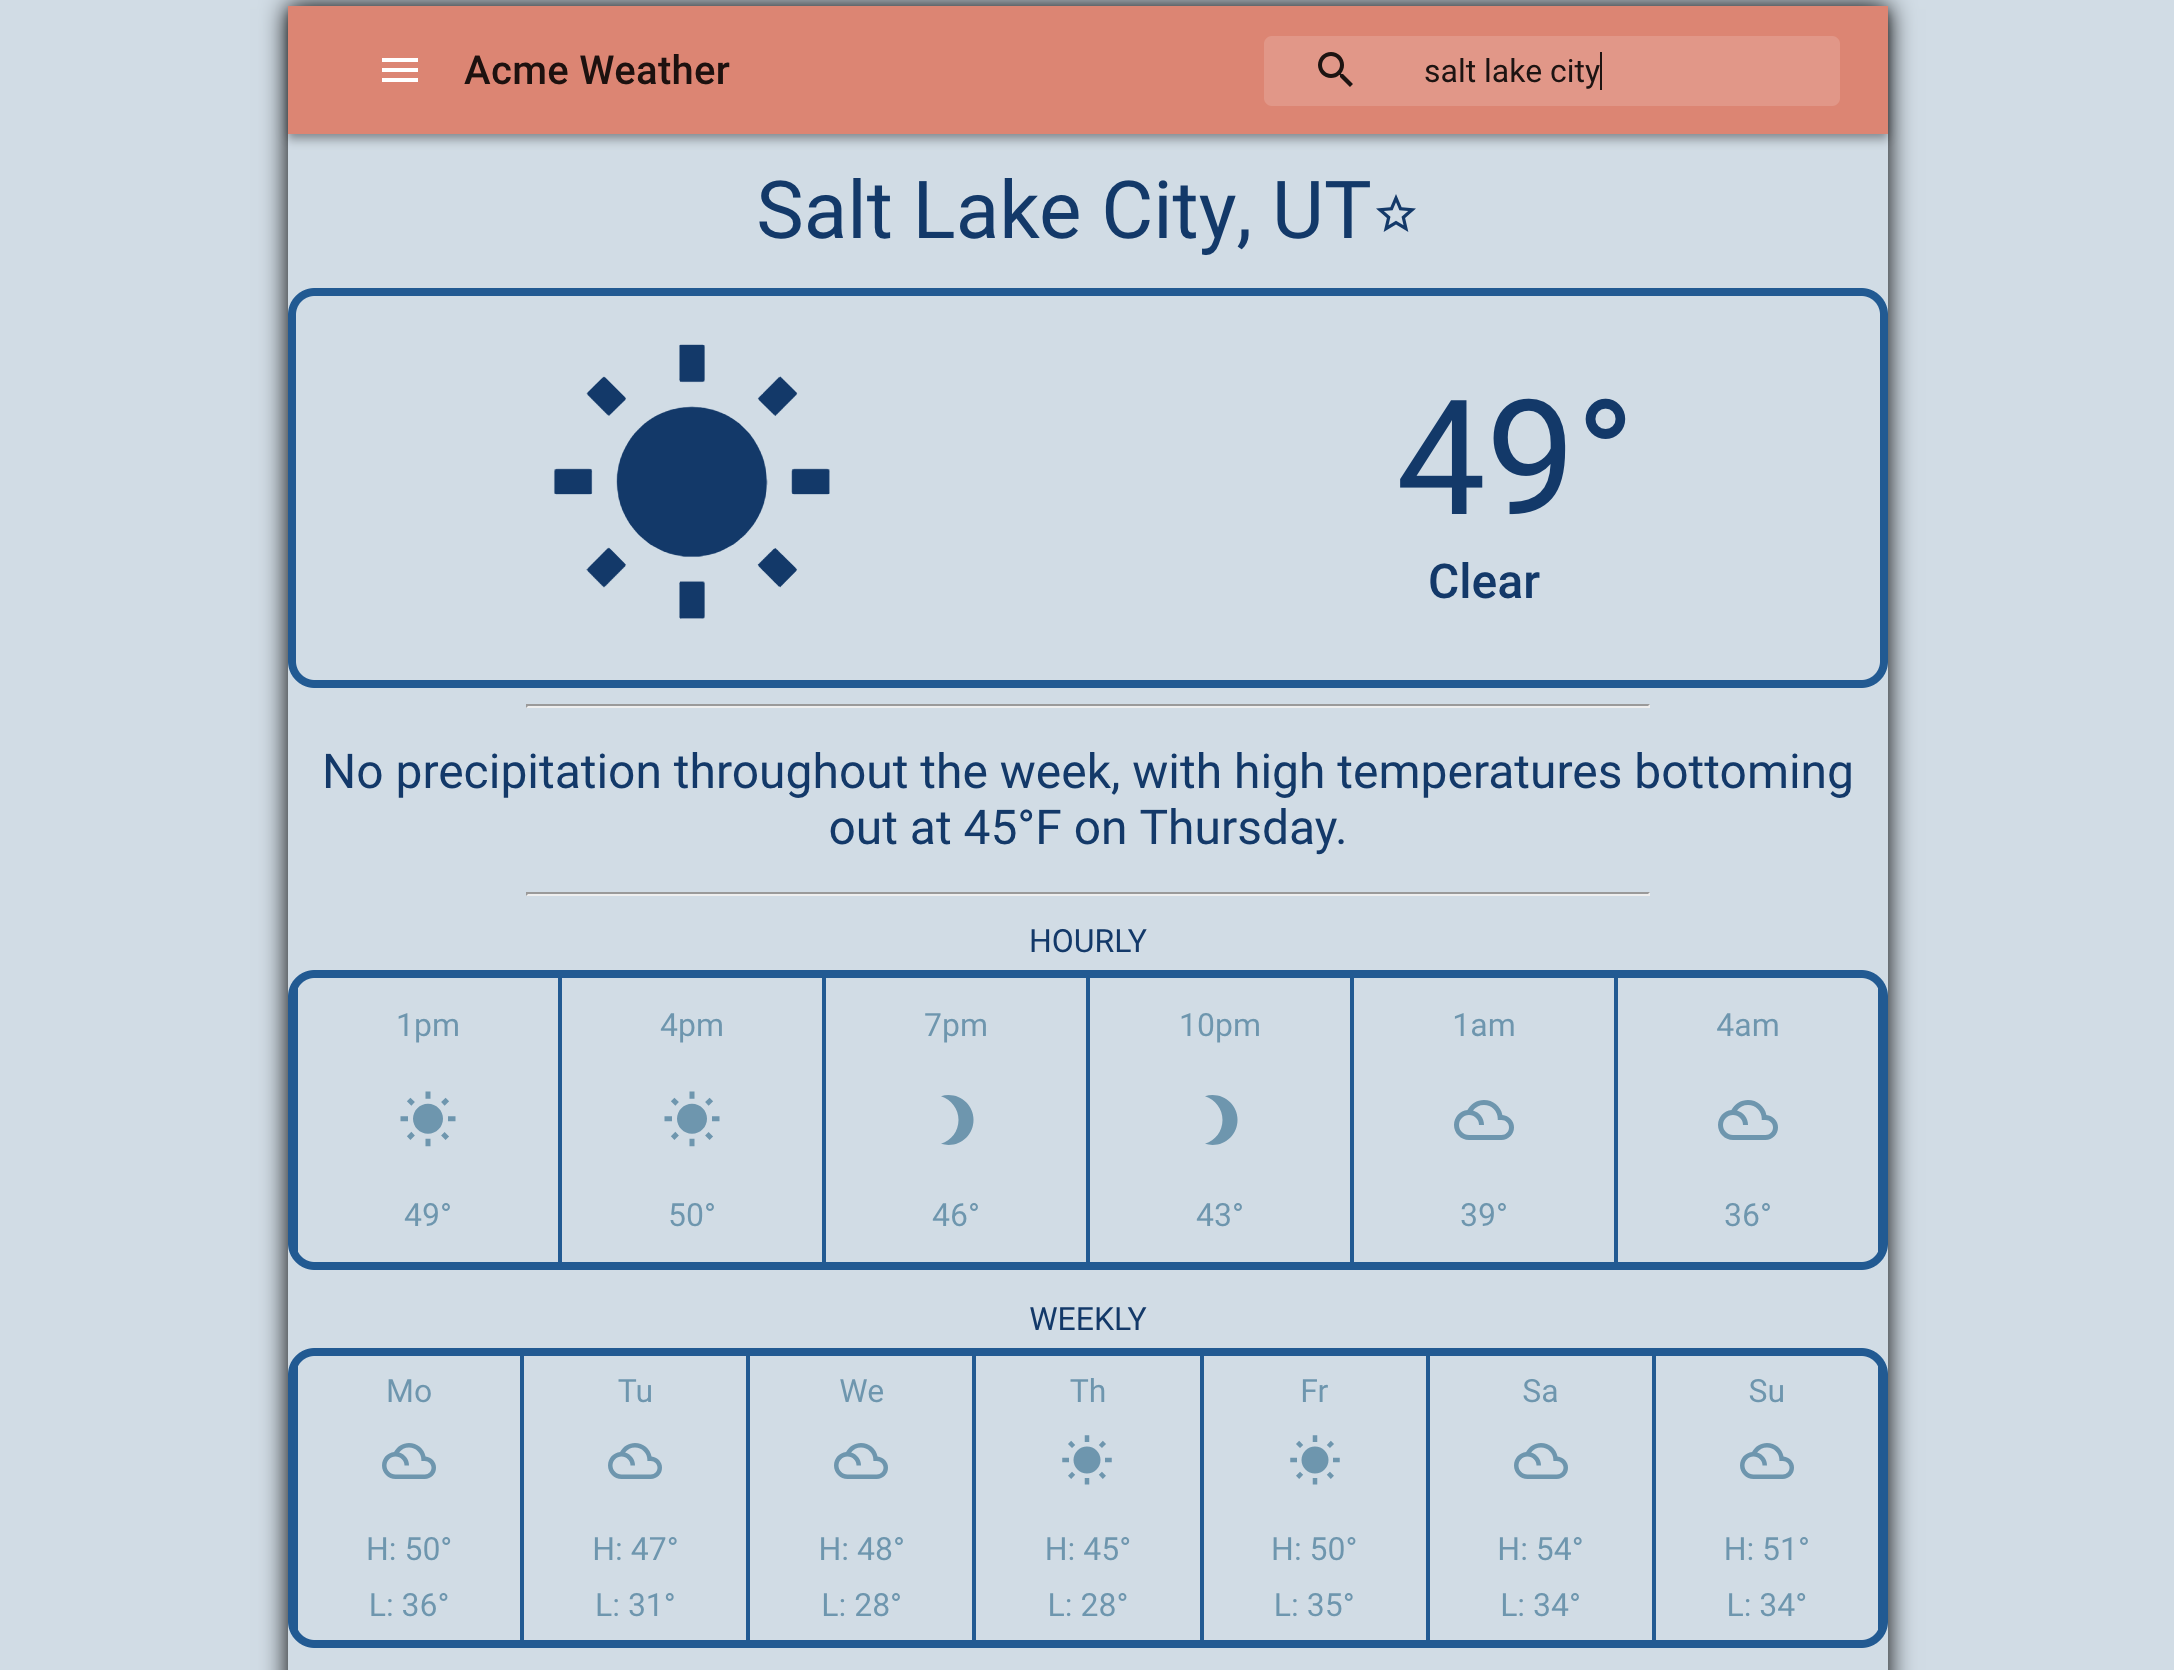 Acme Weather
salt lake city
Salt Lake City, UT
49°
Clear
No precipitation throughout the week, with high temperatures bottoming
out at 45°F on Thursday.
HOURLY
1pm 4pm 7pm 10pm 1am 4am
49° 50° 46° 43° 39° 36°
WEEKLY
Mo Tu We Th Fr Sa Su
H: 50° H: 47° H: 48° H: 45° H: 50° H: 54° H: 51°
L: 36° L: 31° L: 28° L: 28° L: 35° L: 34° L: 34°